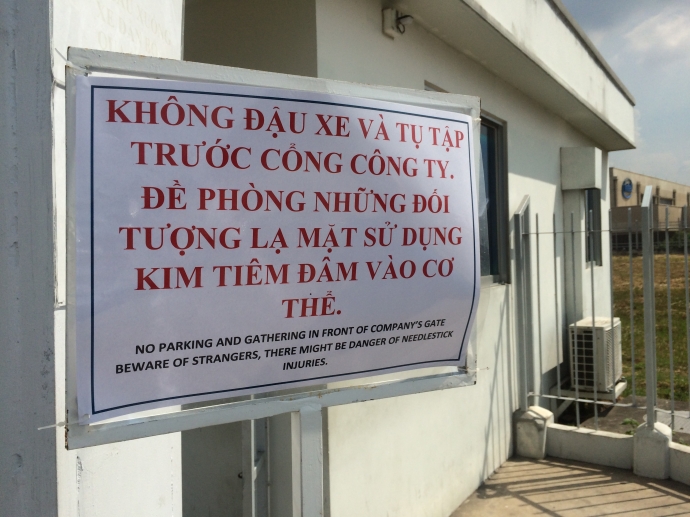 KHÔNG ĐẬU XE VÀ TỤ TẬP
TRƯỚC CỔNG CÔNG TY.
ĐỀ PHÒNG NHỮNG ĐỐI
TƯỢNG LẠ MẶT SỬ DỤNG
KIM TIÊM ĐÂM VÀO CƠ
THỂ.
NO PARKING AND GATHERING IN FRONT OF COMPANY'S GATE
BEWARE OF STRANGERS, THERE MIGHT BE DANGER OF NEEDLESTICK
INJURIES.